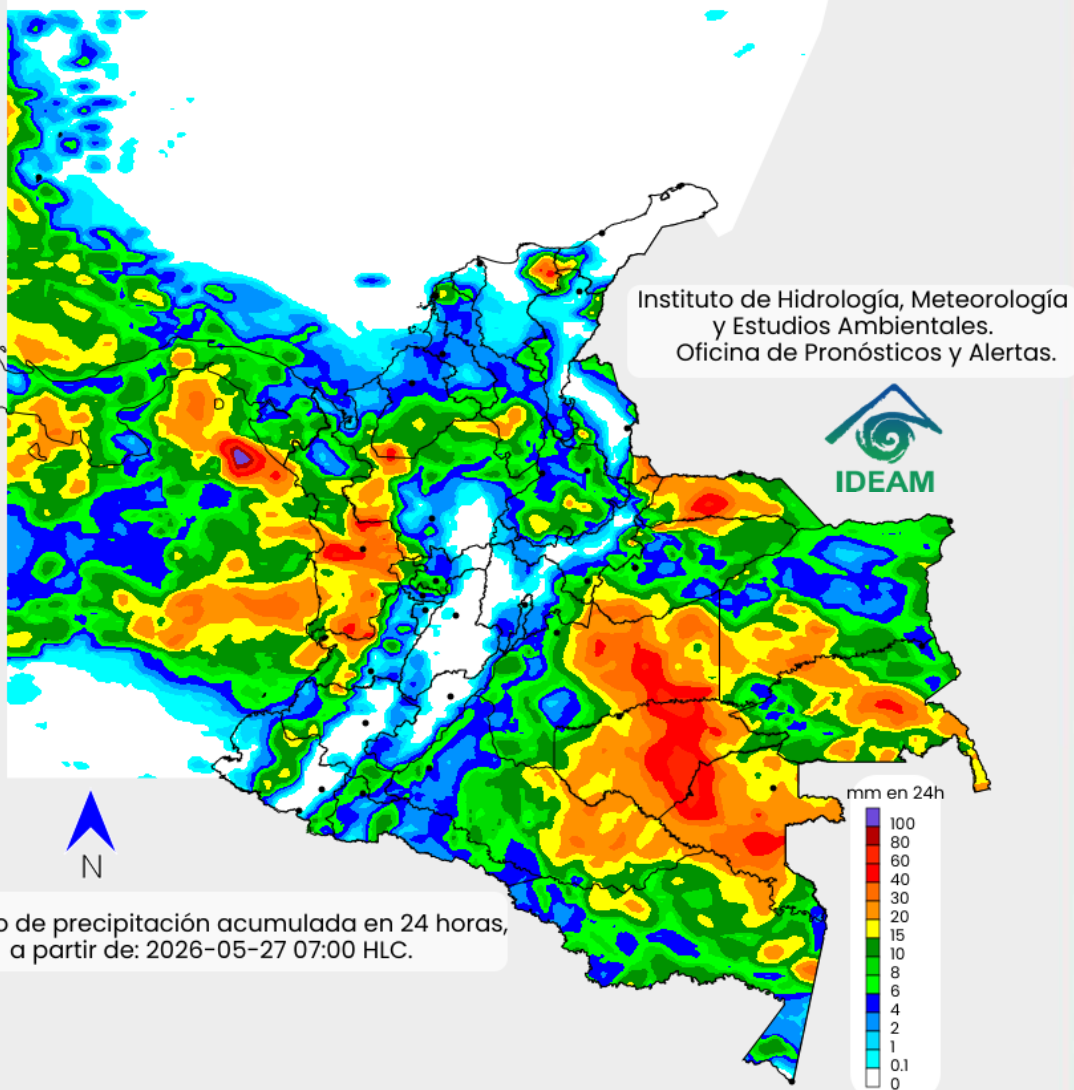 Instituto de Hidrología, Meteorología
y Estudios Ambientales.
Oficina de Pronósticos y Alertas.
IDEAM
mm en 24h
100
80
60
40
30
20
15
10
8
6
4
2
1
0.1
0
N
de precipitación acumulada en 24 horas,
a partir de: 2026-05-27 07:00 HLC.